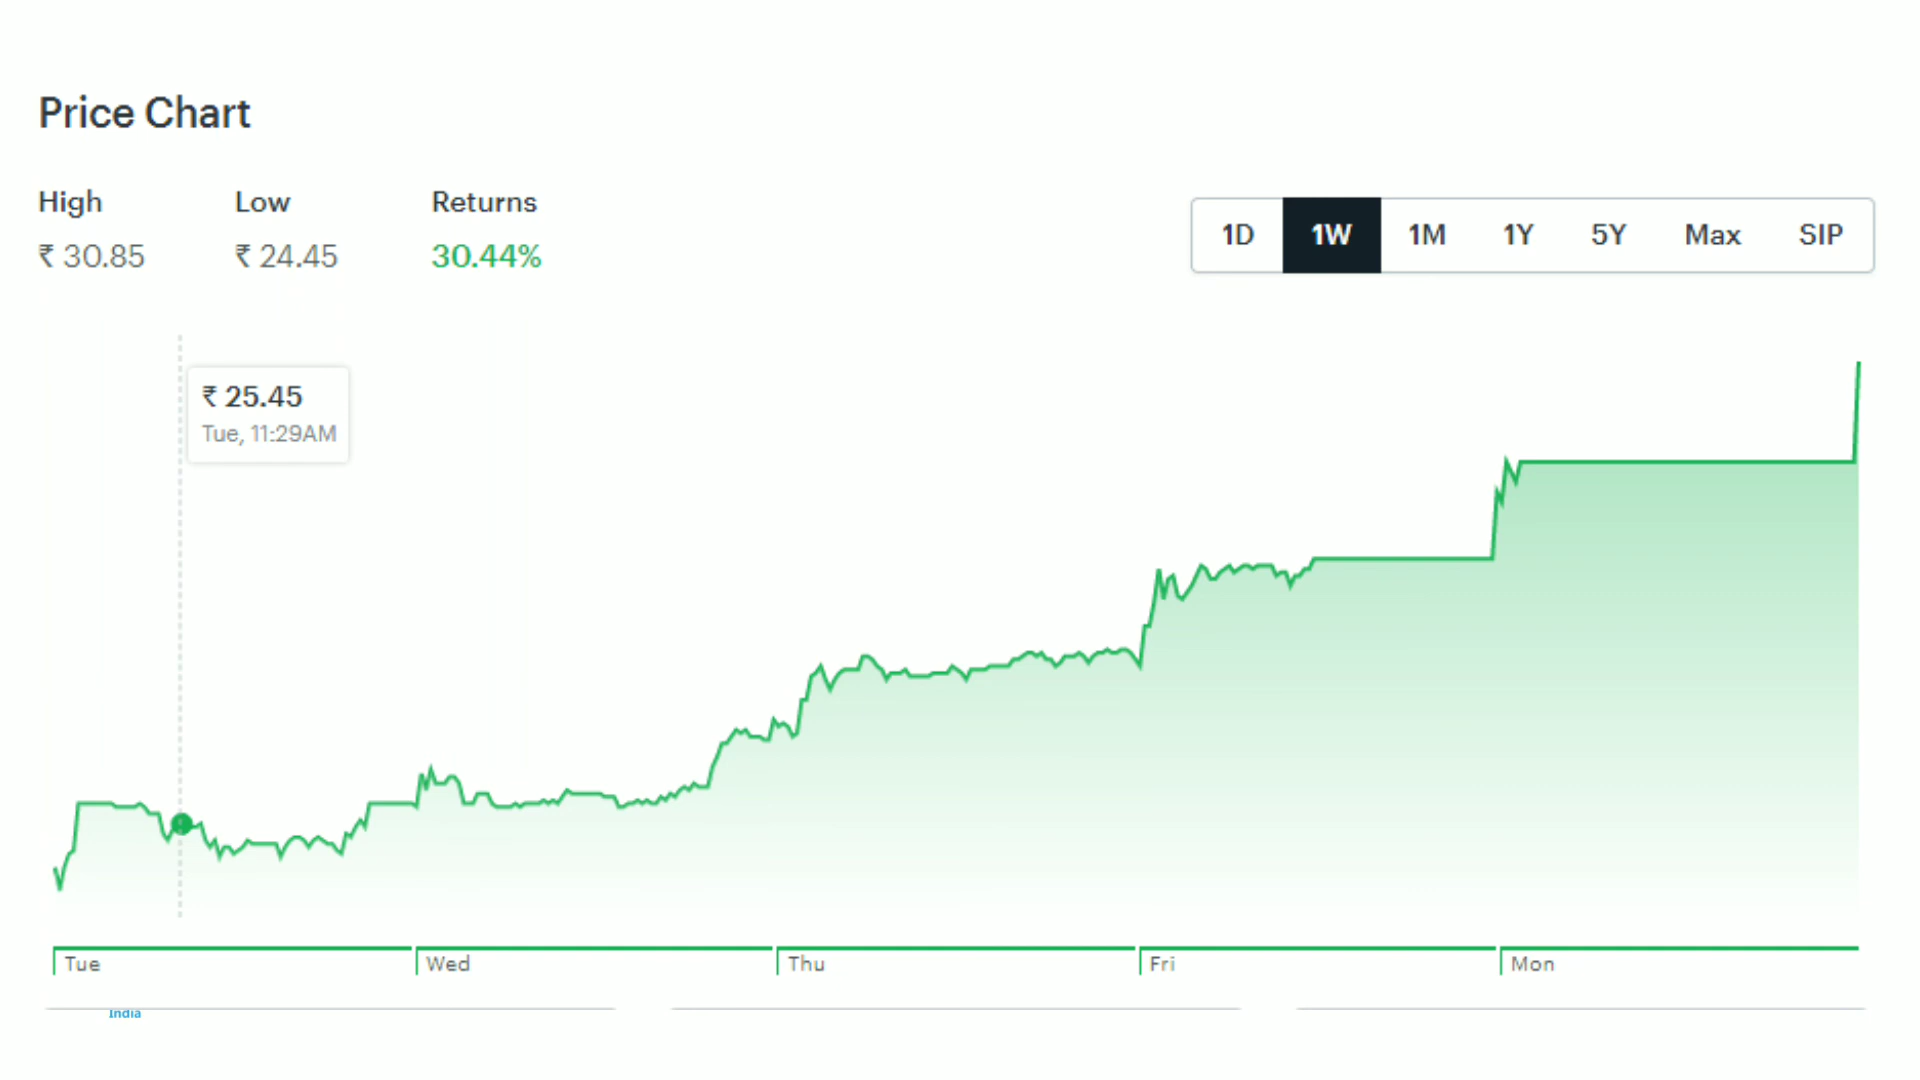 Price Chart
High Low Returns
₹ 30.85 ₹ 24.45 30.44%
1D 1W 1M 1Y 5Y Max SIP
₹ 25.45
Tue, 11:29AM
Tue Wed Thu Fri Mon
India